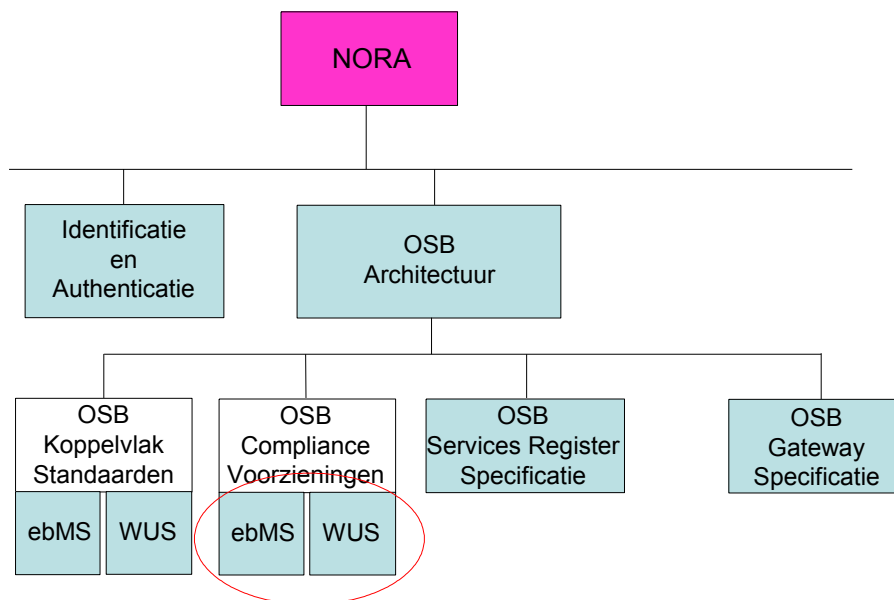 NORA
Identificatie
en
Authenticatie
OSB
Architectuur
OSB
Koppelvlak
Standaarden
ebMS
WUS
OSB
Compliance
Voorzieningen
ebMS
WUS
OSB
Services Register
Specificatie
OSB
Gateway
Specificatie